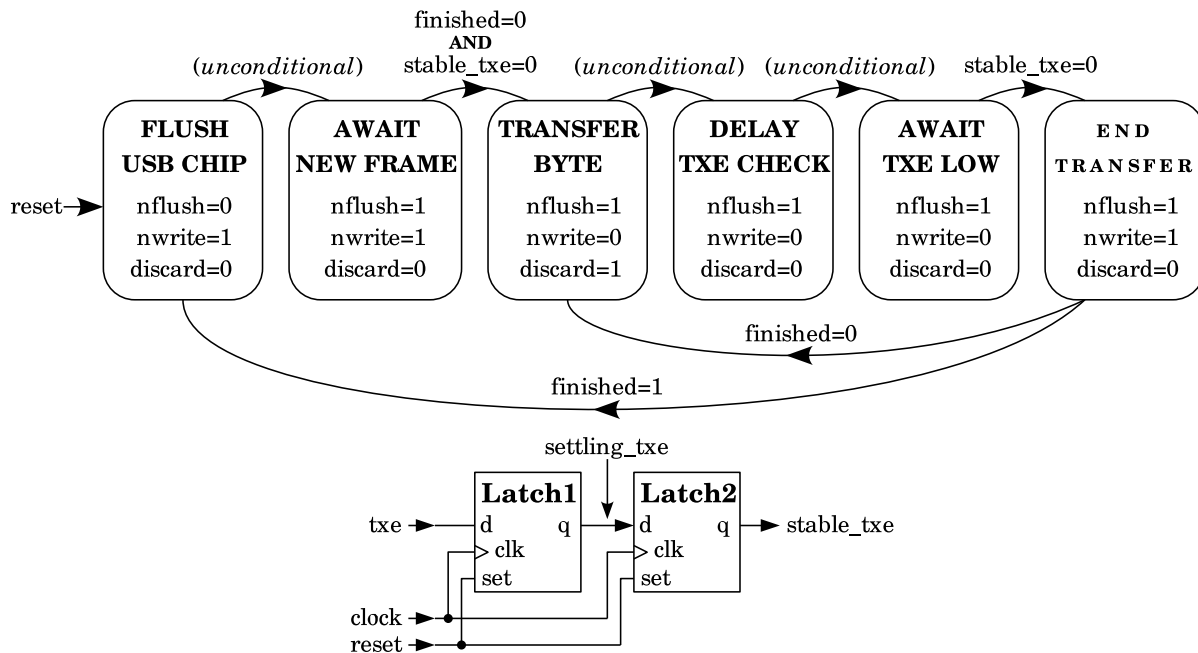 finished=0
AND
(unconditional)
stable_txe=0
(unconditional)
(unconditional)
stable_txe=0
reset
FLUSH
USB CHIP
nflush=0
nwrite=1
discard=0
AWAIT
NEW FRAME
nflush=1
nwrite=1
discard=0
TRANSFER
BYTE
nflush=1
nwrite=0
discard=1
DELAY
TXE CHECK
nflush=1
nwrite=0
discard=0
AWAIT
TXE LOW
nflush=1
nwrite=0
discard=0
END
TRANSFER
nflush=1
nwrite=1
discard=0
finished=0
finished=1
settling_txe
Latch1
d
q
clk
set
Latch2
d
q
clk
set
txe
stable_txe
clock
reset